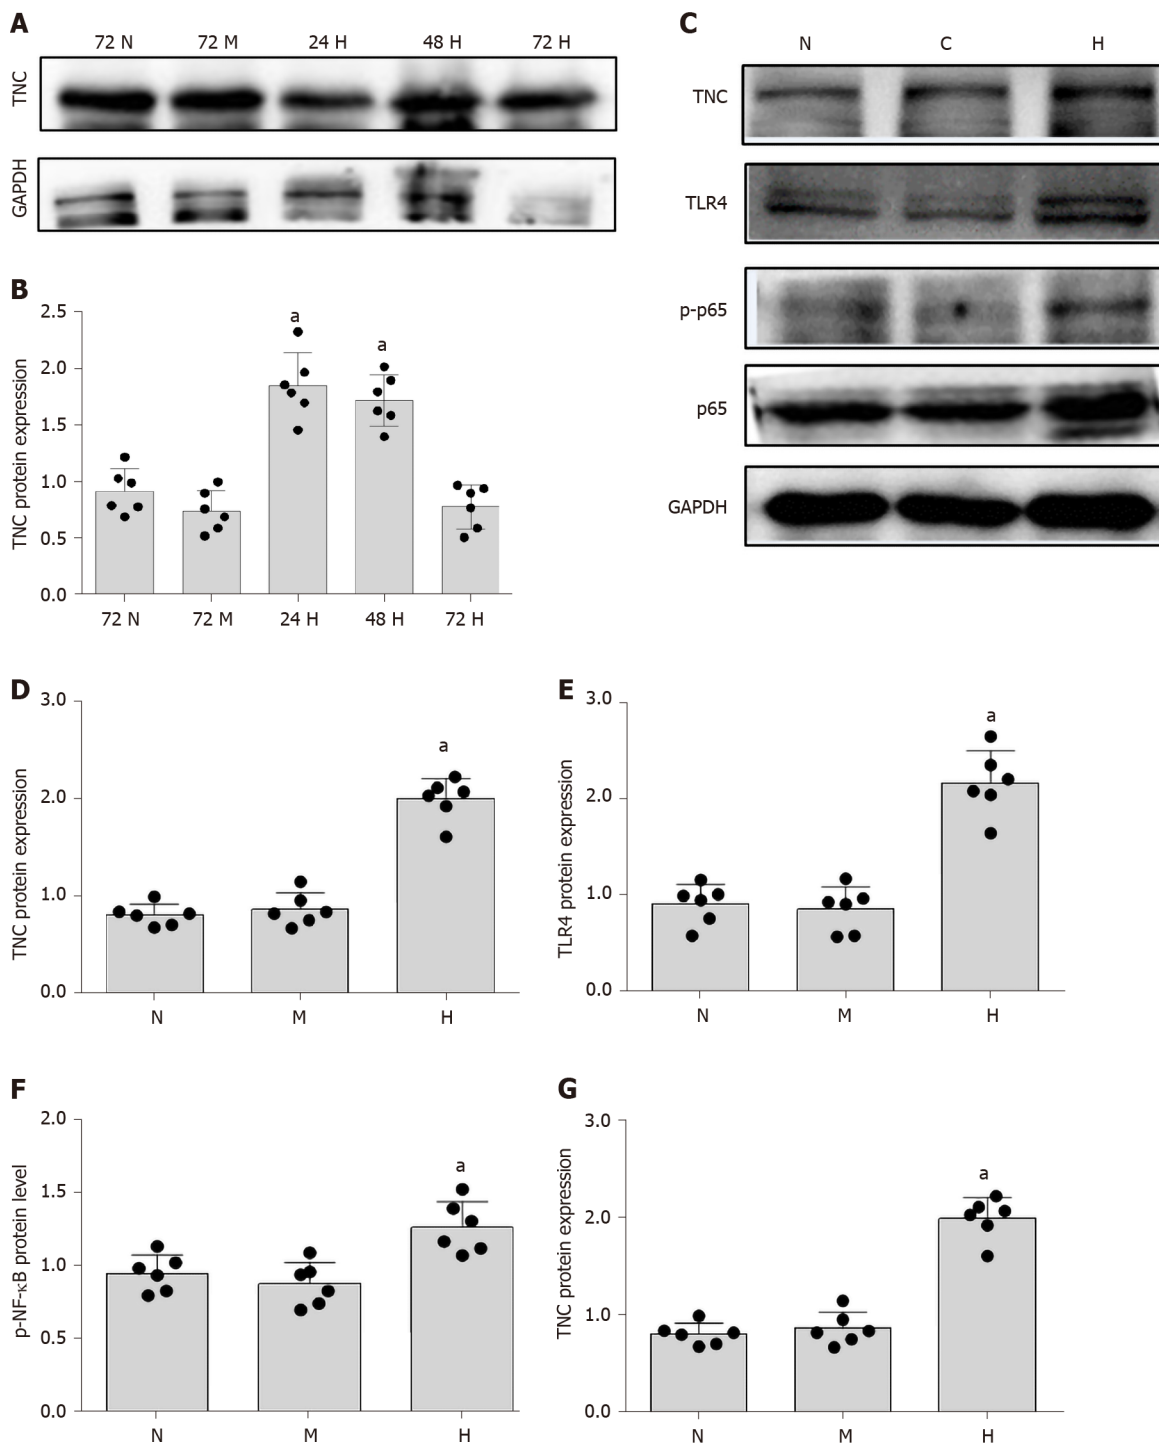 A
72 N 72 M 24 H 48 H 72 H
TNC
GAPDH
B
TNC protein expression
2.5
2.0
1.5
1.0
0.5
0.0
a
a
72 N 72 M 24 H 48 H 72 H
C
N C H
TNC
TLR4
p-p65
p65
GAPDH
D
TNC protein expression
3.0
2.0
1.0
0.0
a
N M H
E
TLR4 protein expression
3.0
2.0
1.0
0.0
a
N M H
F
p-NF-κB protein level
2.0
1.5
1.0
0.5
0.0
a
N M H
G
TNC protein expression
3.0
2.0
1.0
0.0
a
N M H